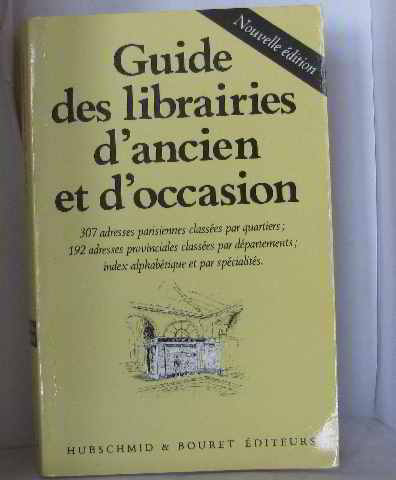 Nouvelle édition
Guide
des librairies
d'ancien
et d'occasion
307 adresses parisiennes classées par quartiers ;
192 adresses provinciales classées par départements ;
index alphabétique et par spécialités.
HUBSCHMID & BOURET ÉDITEURS